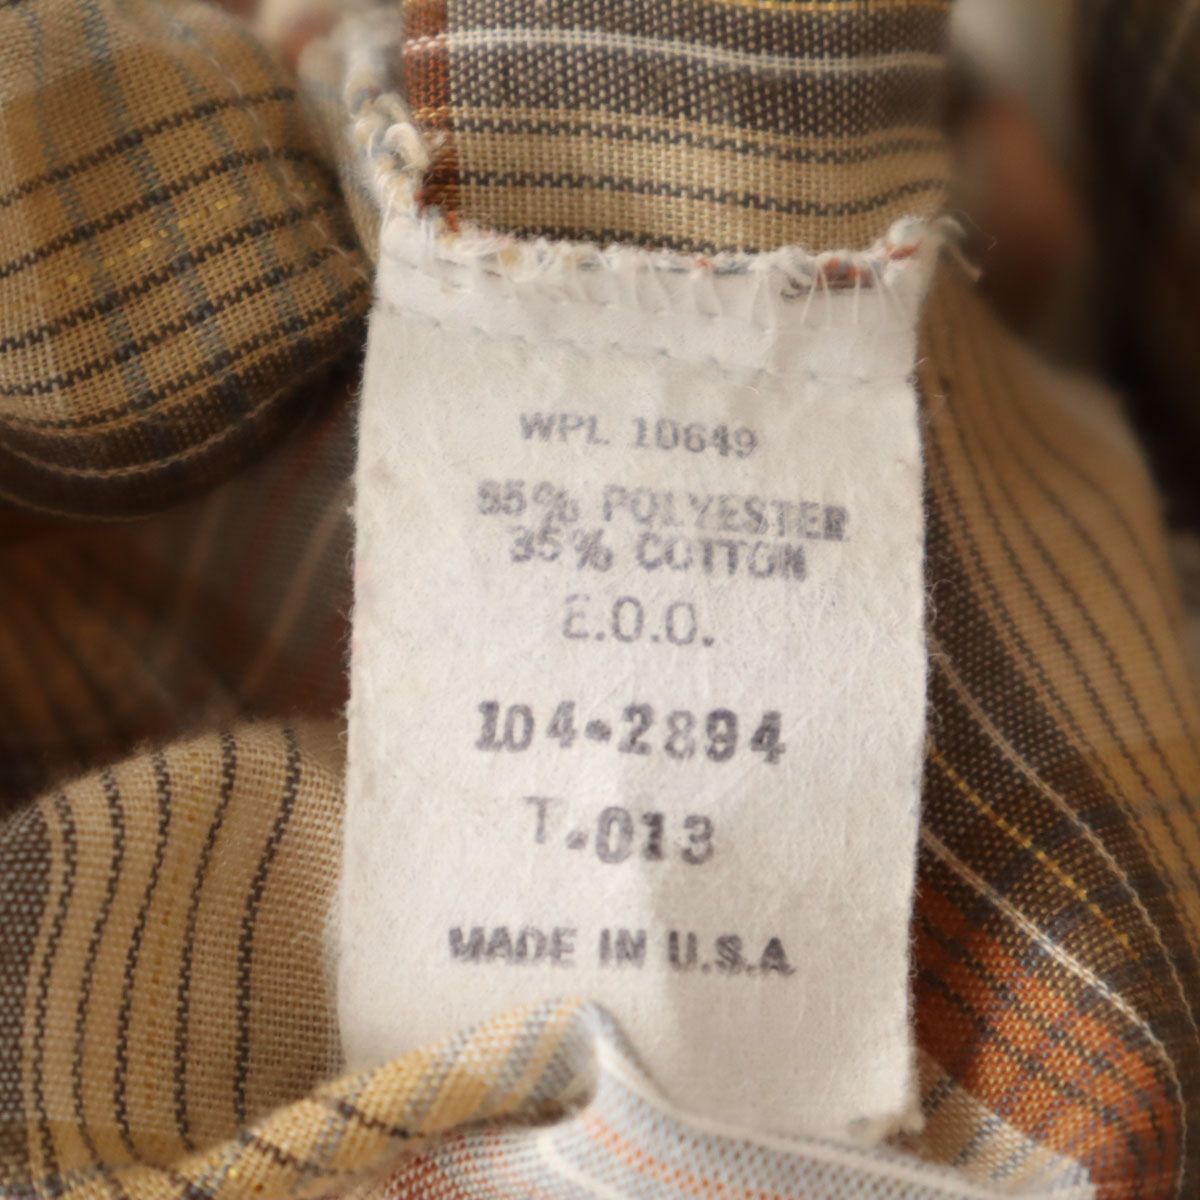 WPL 10649
65% POLYESTER
35% COTTON
E.O.O.
104-2894
T.013
MADE IN U.S.A